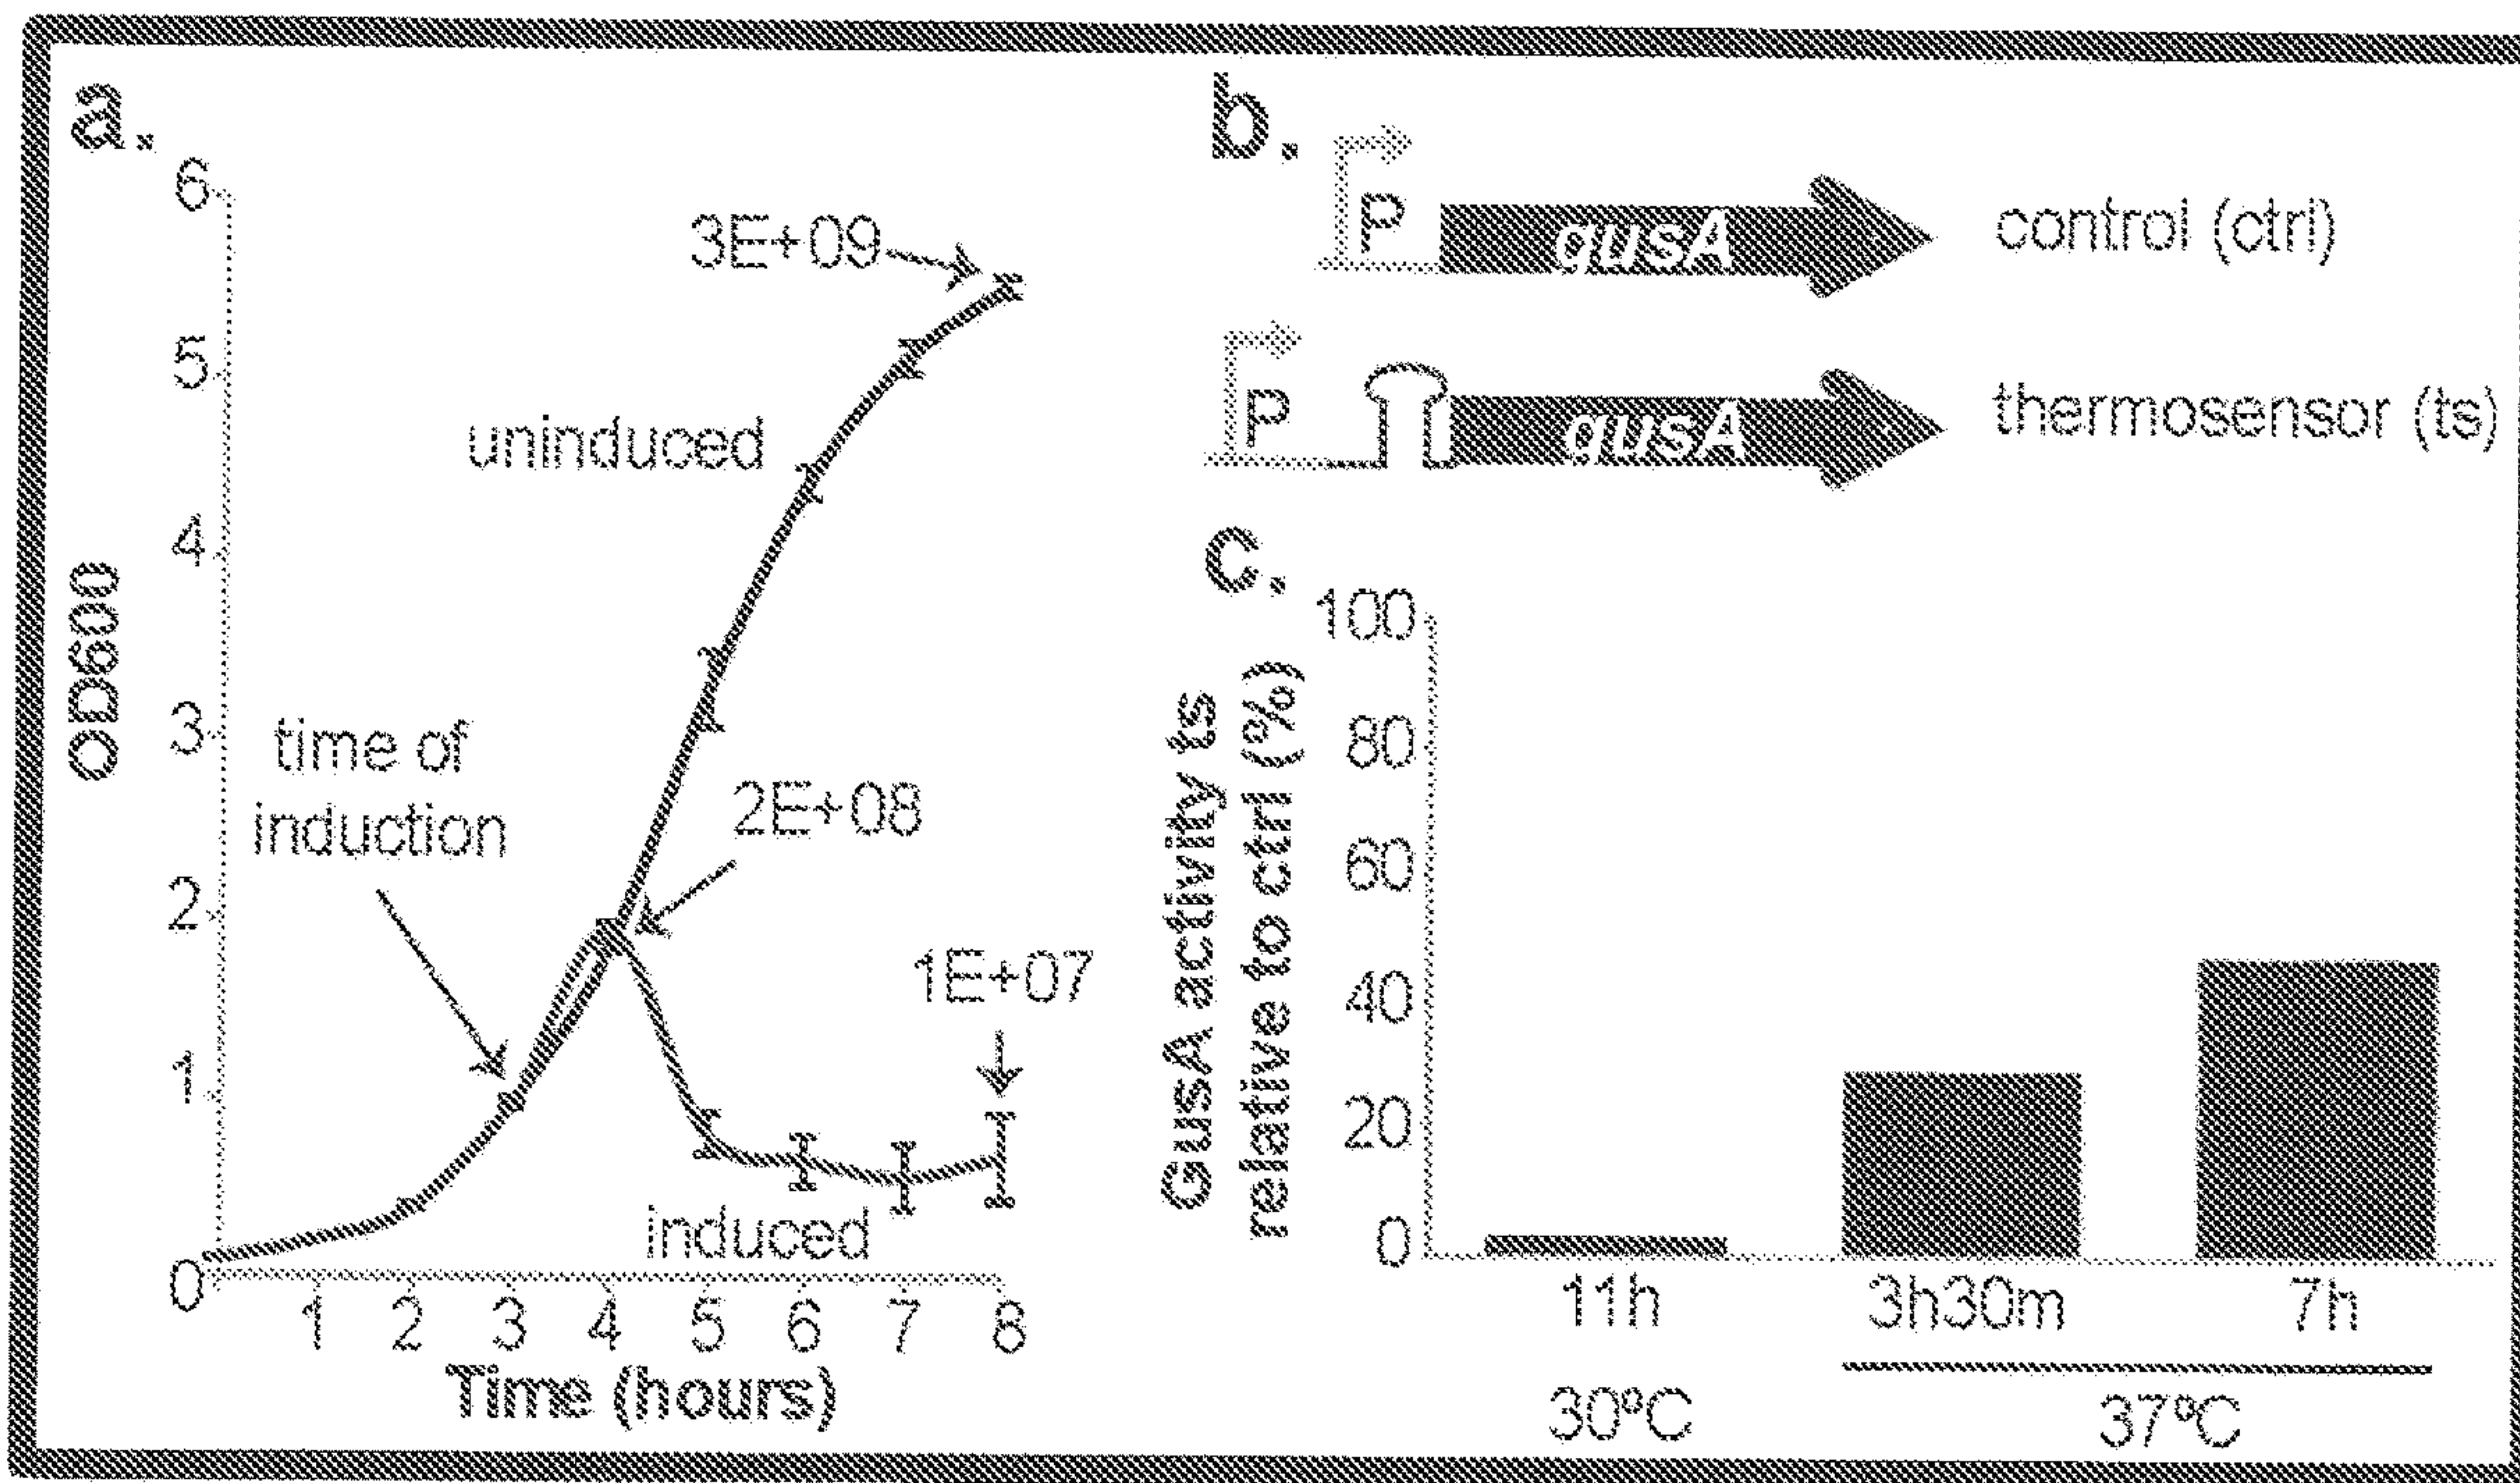 a.
6
5
4
3
2
1
0
OD600
3E+09
uninduced
time of
induction
2E+08
1E+07
induced
1 2 3 4 5 6 7 8
Time (hours)
b.
P gusA control (ctrl)
P gusA thermosensor (ts)
c.
100
80
60
40
20
0
GusA activity ts
relative to ctrl (%)
11h 3h30m 7h
30ºC 37ºC